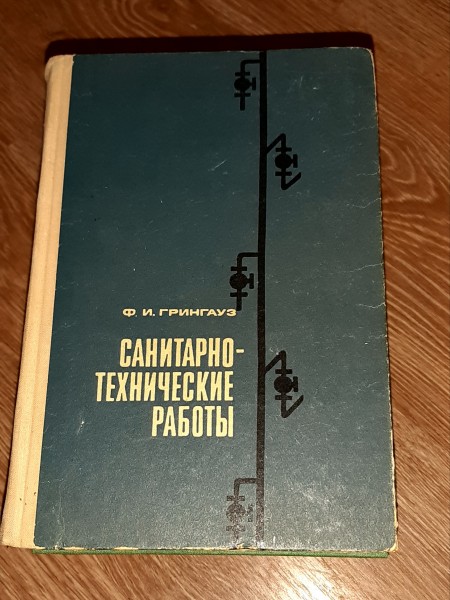 Ф. И. ГРИНГАУЗ
САНИТАРНО-
ТЕХНИЧЕСКИЕ
РАБОТЫ